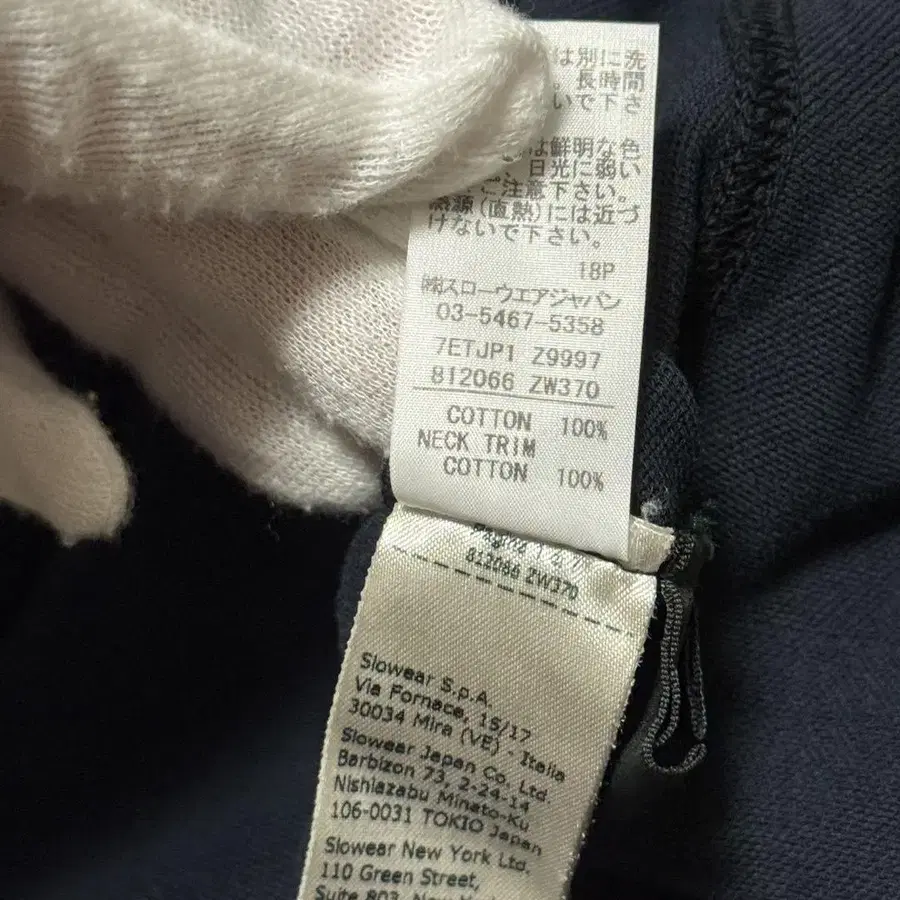 は別に洗
。長時間
いで下さ
は鮮明な色
日光に弱い
ご注意下さい。
熱源(直熱)には近づ
けないで下さい。
18P
㈱スローウエアジャパン
03-5467-5358
7ETJP1 Z9997
812066 ZW370
COTTON 100%
NECK TRIM
COTTON 100%
812066 ZW370
Slowear S.p.A.
Via Fornace, 15/17
30034 Mira (VE) - Italia
Slowear Japan Co. Ltd.
Barbizon 73, 2-24-14
Nishiazabu Minato-Ku
106-0031 TOKIO Japan
Slowear New York Ltd.
110 Green Street,
Suite 803, New